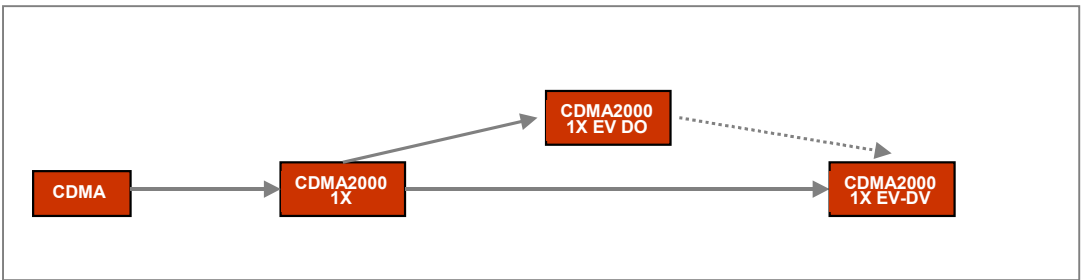 CDMA
CDMA2000
1X
CDMA2000
1X EV DO
CDMA2000
1X EV-DV